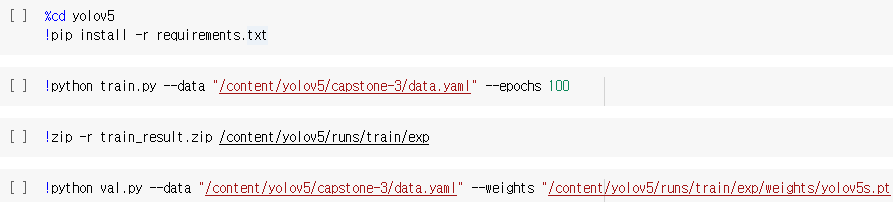 [ ] %cd yolov5
!pip install -r requirements.txt
[ ] !python train.py --data "/content/yolov5/capstone-3/data.yaml" --epochs 100
[ ] !zip -r train_result.zip /content/yolov5/runs/train/exp
[ ] !python val.py --data "/content/yolov5/capstone-3/data.yaml" --weights "/content/yolov5/runs/train/exp/weights/yolov5s.pt